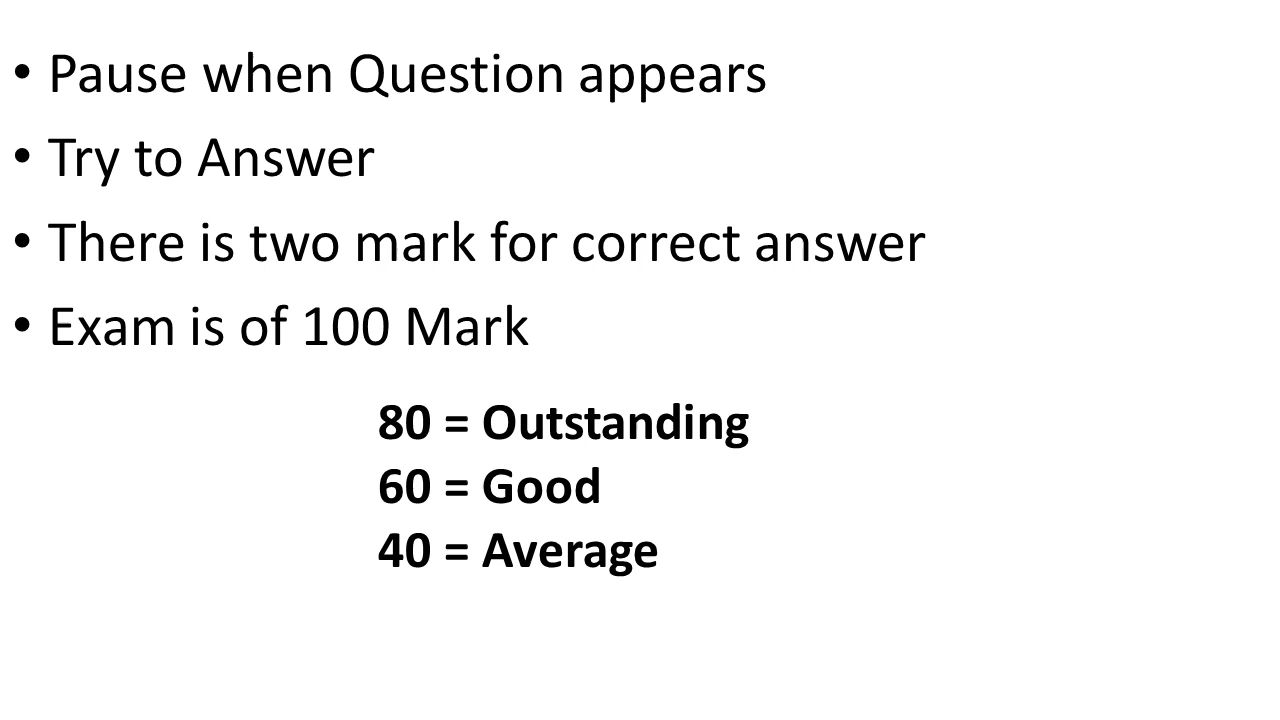 • Pause when Question appears
• Try to Answer
• There is two mark for correct answer
• Exam is of 100 Mark
80 = Outstanding
60 = Good
40 = Average